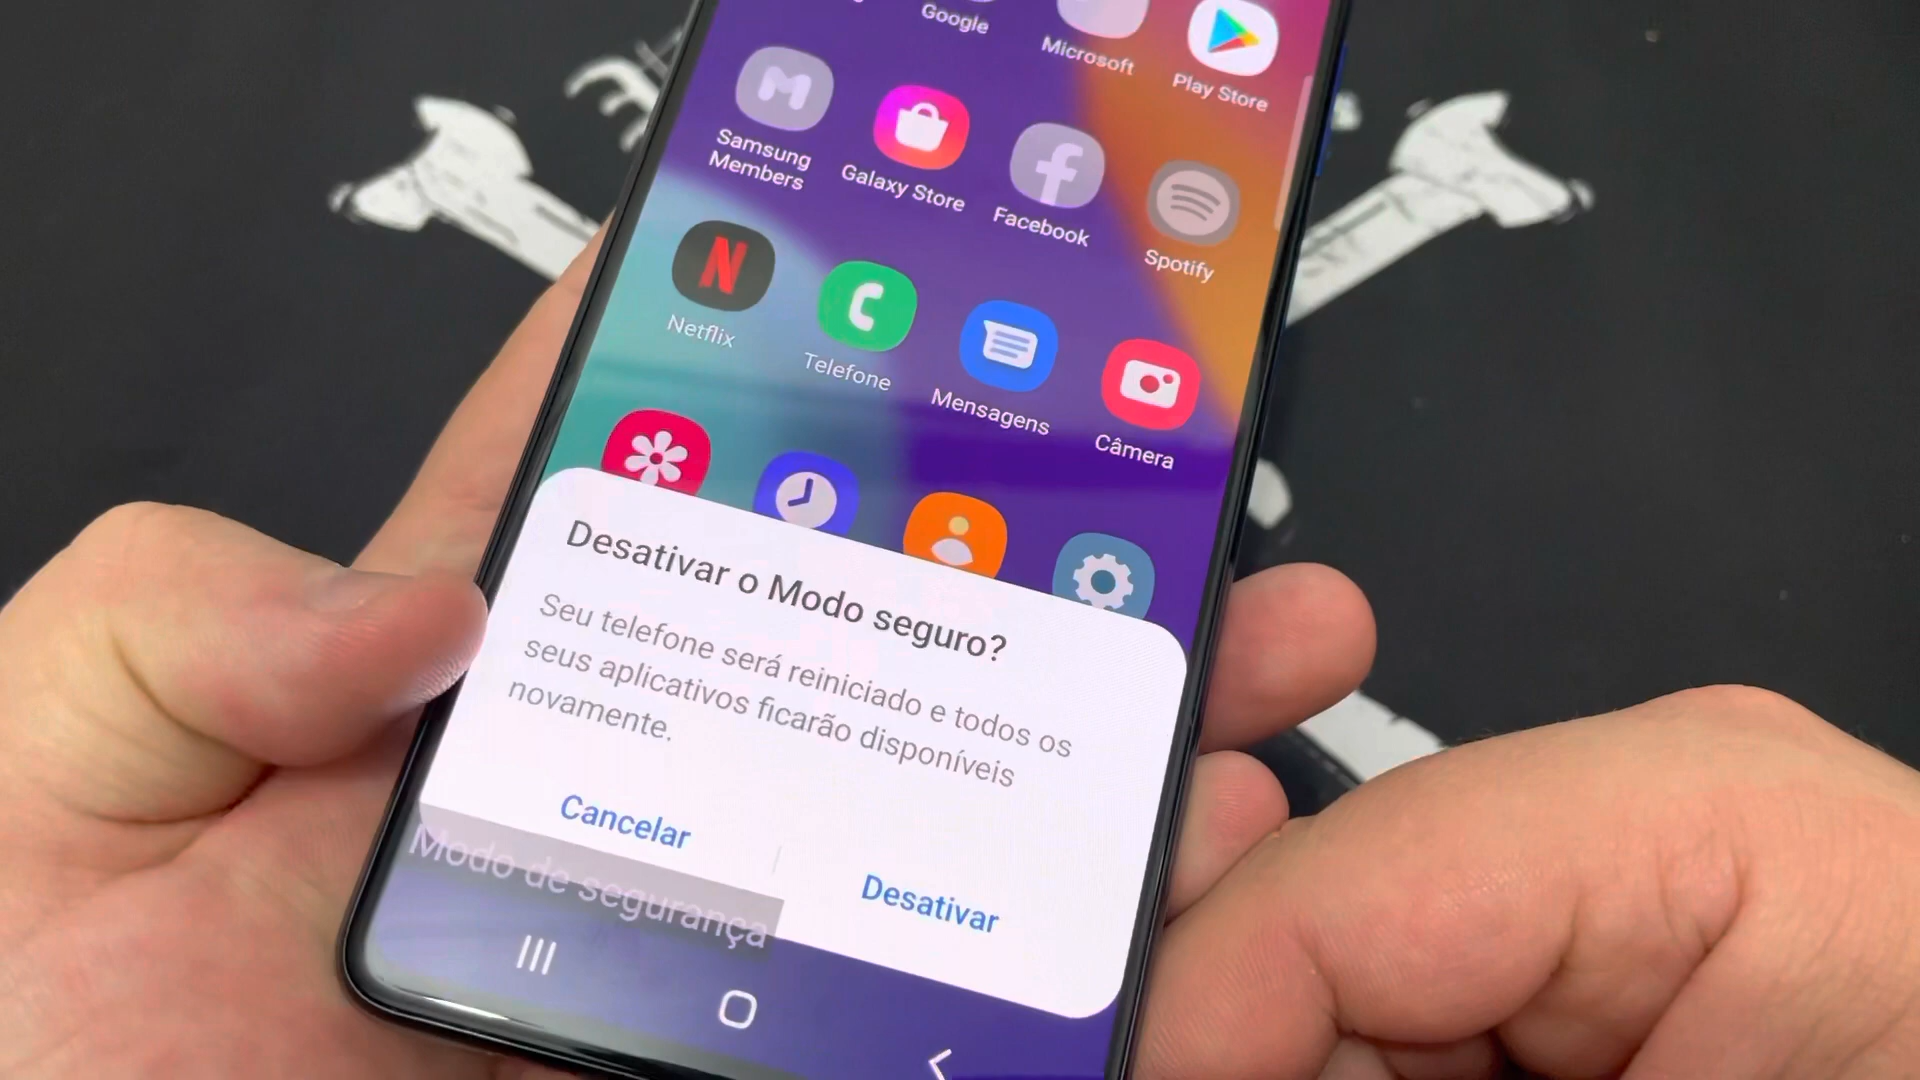 Google
Microsoft
Play Store
Samsung
Members
Galaxy Store
Facebook
Spotify
Netflix
Telefone
Mensagens
Câmera
Desativar o Modo seguro?
Seu telefone será reiniciado e todos os
seus aplicativos ficarão disponíveis
novamente.
Cancelar
Desativar
Modo de segurança